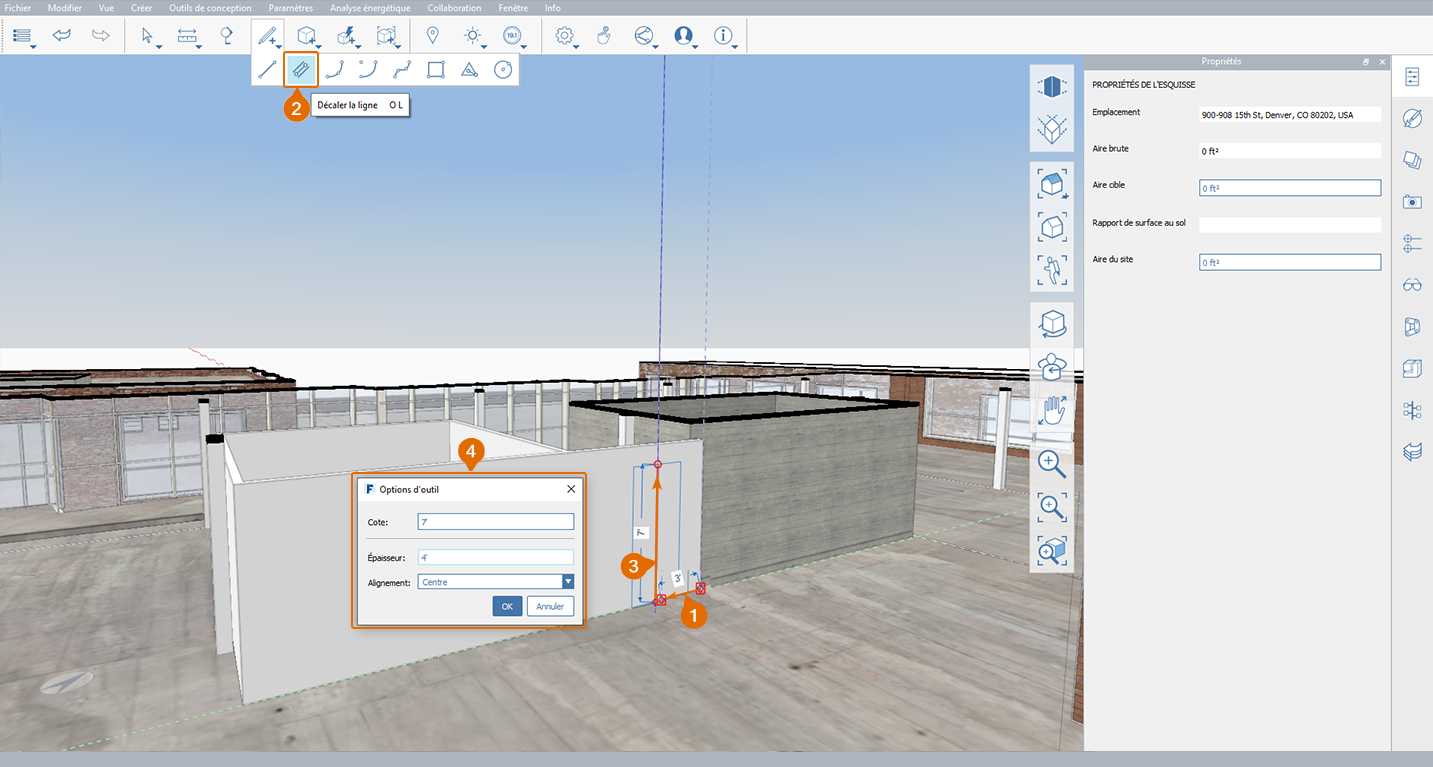 Fichier Modifier Vue Créer Outils de conception Paramètres Analyse énergétique Collaboration Fenêtre Info
19.1
2
Décaler la ligne O L
Propriétés
PROPRIÉTÉS DE L'ESQUISSE
Emplacement 900-908 15th St, Denver, CO 80202, USA
Aire brute 0 ft²
Aire cible 0 ft²
Rapport de surface au sol
Aire du site 0 ft²
4
F Options d'outil
Cote: 7'
Épaisseur: 4'
Alignement: Centre
OK Annuler
7'
3
3'
1